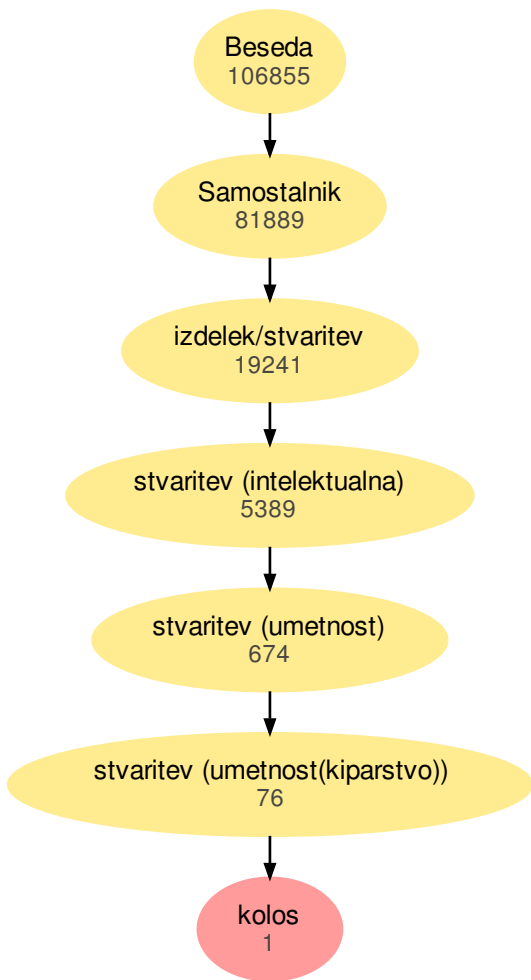 Beseda
106855
Samostalnik
81889
izdelek/stvaritev
19241
stvaritev (intelektualna)
5389
stvaritev (umetnost)
674
stvaritev (umetnost(kiparstvo))
76
kolos
1